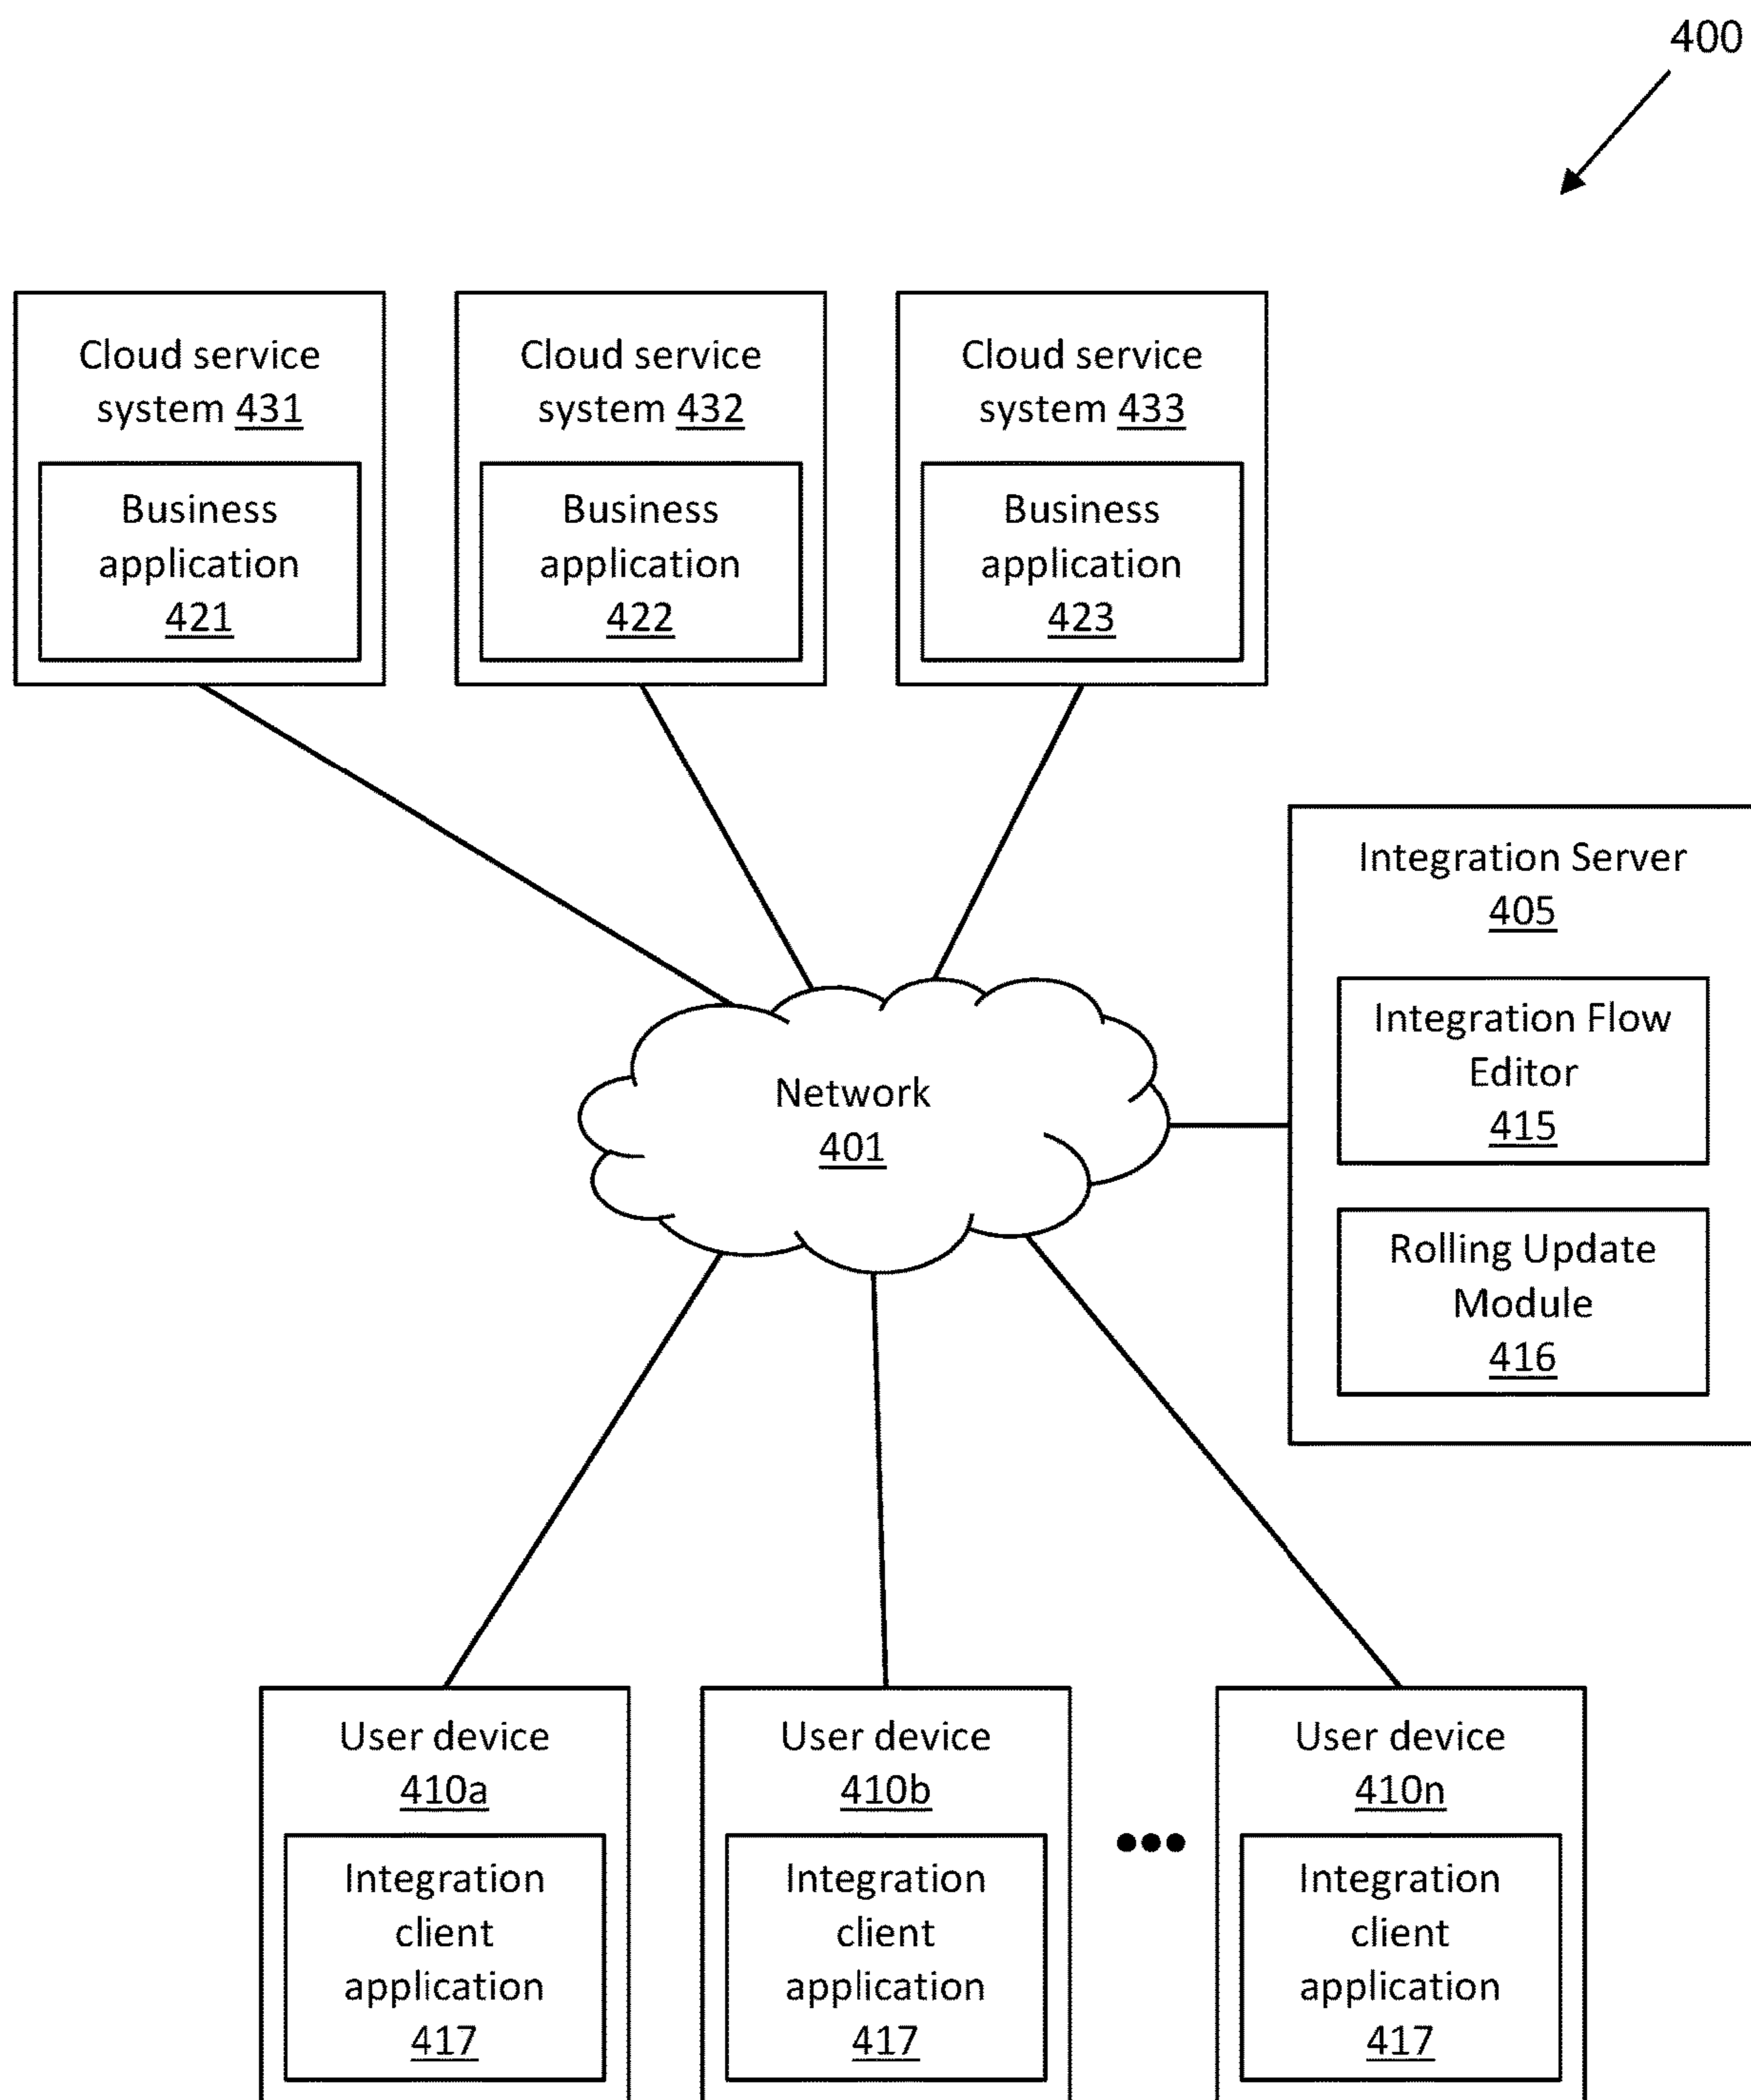 400
Cloud service
system 431
Business
application
421
Cloud service
system 432
Business
application
422
Cloud service
system 433
Business
application
423
Integration Server
405
Integration Flow
Editor
415
Rolling Update
Module
416
Network
401
User device
410a
Integration
client
application
417
User device
410b
Integration
client
application
417
User device
410n
Integration
client
application
417